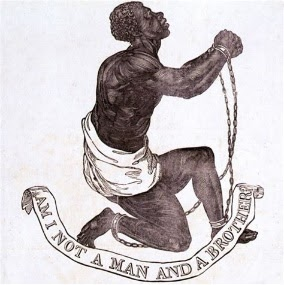 AM I NOT A MAN AND A BROTHER?